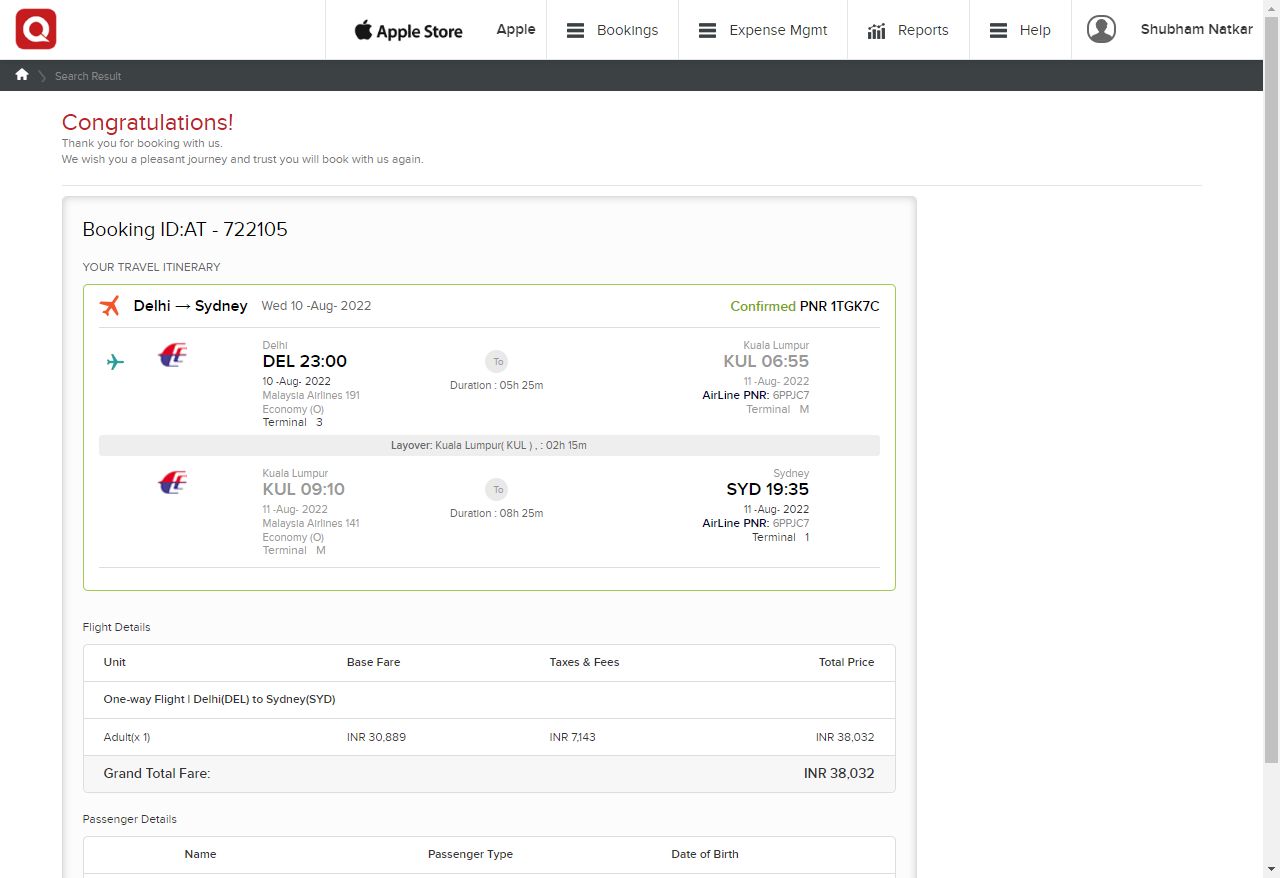 Apple Store
Apple
Bookings
Expense Mgmt
Reports
Help
Shubham Natkar
Search Result
Congratulations!
Thank you for booking with us.
We wish you a pleasant journey and trust you will book with us again.
Booking ID:AT - 722105
YOUR TRAVEL ITINERARY
Delhi → Sydney Wed 10 -Aug- 2022 Confirmed PNR 1TGK7C
Delhi Kuala Lumpur
DEL 23:00 To KUL 06:55
10 -Aug- 2022 Duration : 05h 25m 11 -Aug- 2022
Malaysia Airlines 191 AirLine PNR: 6PPJC7
Economy (O) Terminal M
Terminal 3
Layover: Kuala Lumpur( KUL ) , : 02h 15m
Kuala Lumpur Sydney
KUL 09:10 To SYD 19:35
11 -Aug- 2022 Duration : 08h 25m 11 -Aug- 2022
Malaysia Airlines 141 AirLine PNR: 6PPJC7
Economy (O) Terminal 1
Terminal M
Flight Details
Unit Base Fare Taxes & Fees Total Price
One-way Flight | Delhi(DEL) to Sydney(SYD)
Adult(x 1) INR 30,889 INR 7,143 INR 38,032
Grand Total Fare: INR 38,032
Passenger Details
Name Passenger Type Date of Birth